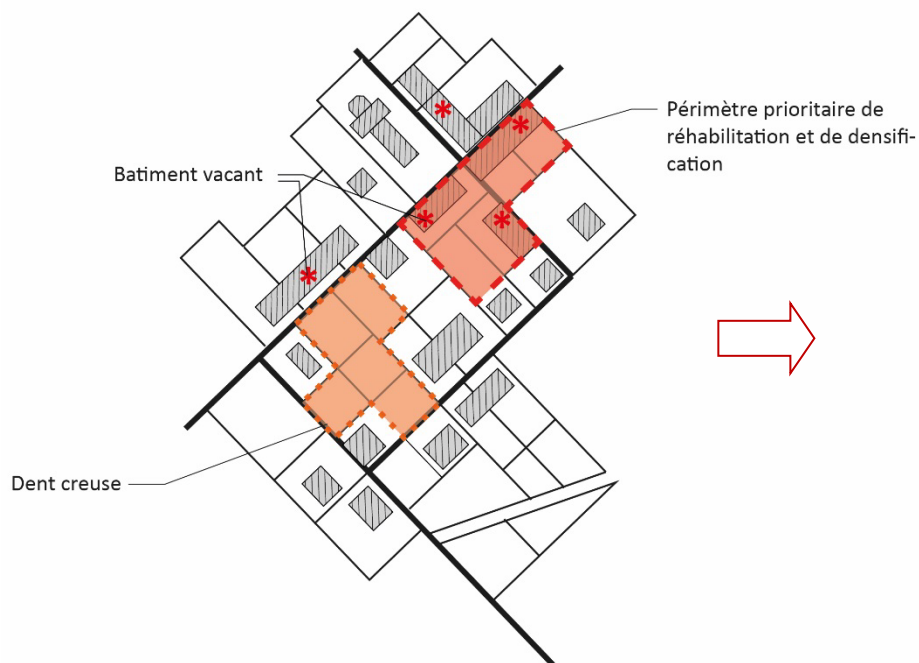 Périmètre prioritaire de
réhabilitation et de densifi-
cation
Batiment vacant
Dent creuse